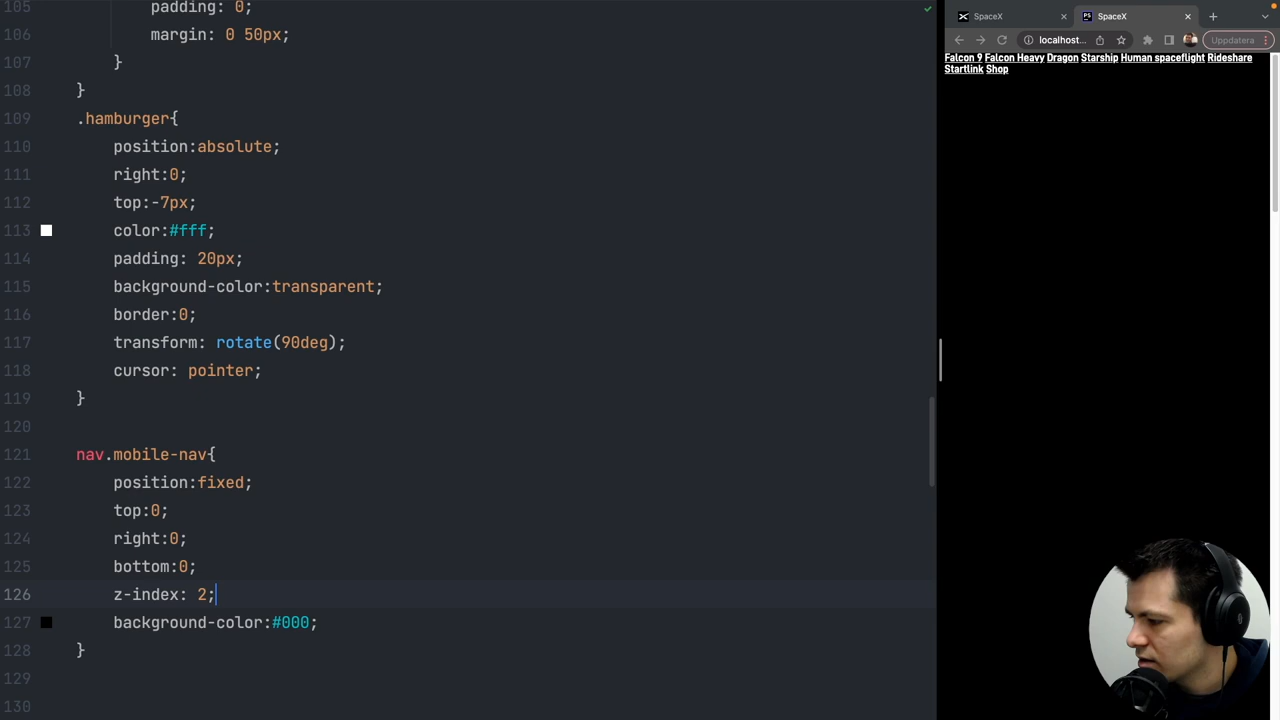 105 padding: 0;
106 margin: 0 50px;
107 }
108 }
109 .hamburger{
110 position:absolute;
111 right:0;
112 top:-7px;
113 color:#fff;
114 padding: 20px;
115 background-color:transparent;
116 border:0;
117 transform: rotate(90deg);
118 cursor: pointer;
119 }
120
121 nav.mobile-nav{
122 position:fixed;
123 top:0;
124 right:0;
125 bottom:0;
126 z-index: 2;
127 background-color:#000;
128 }
129
130
SpaceX
PS SpaceX
localhost...
Uppdatera
Falcon 9 Falcon Heavy Dragon Starship Human spaceflight Rideshare
Startlink Shop